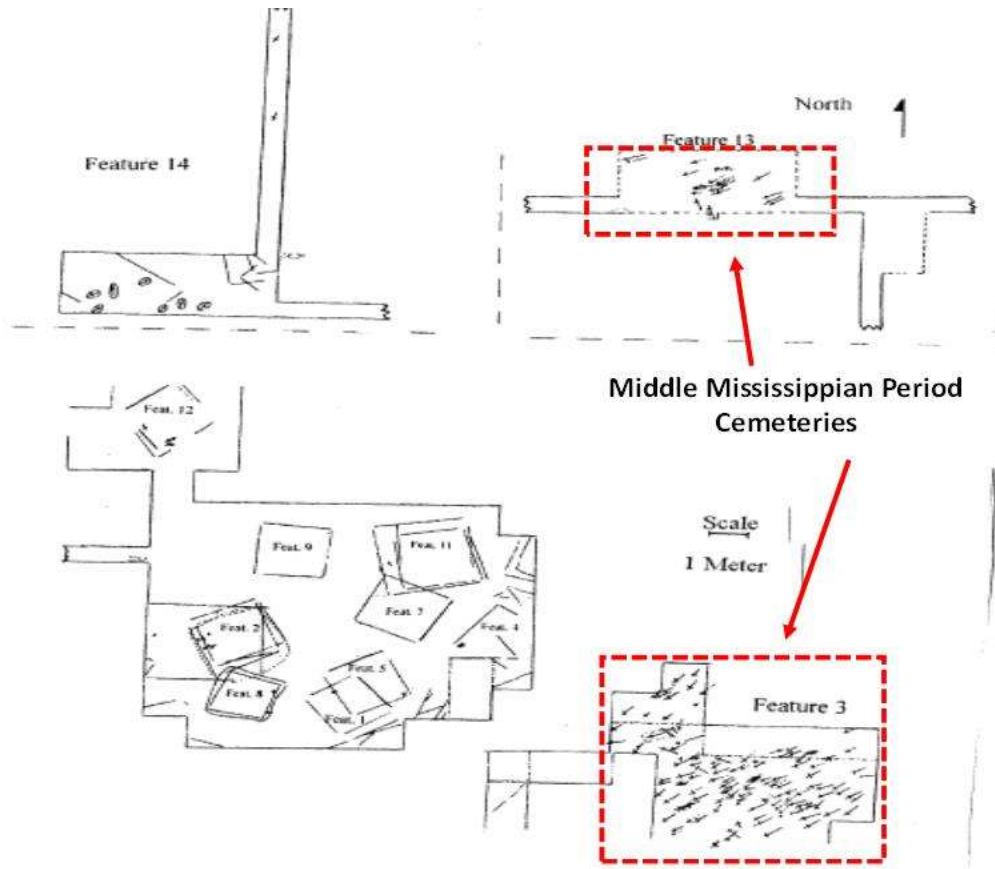 North
Feature 13
Feature 14
Middle Mississippian Period
Cemeteries
Feat. 12
Scale
1 Meter
Feat. 9
Feat. 11
Feat. 7
Feat. 2
Feat. 4
Feat. 5
Feat. 8
Feat. 1
Feature 3